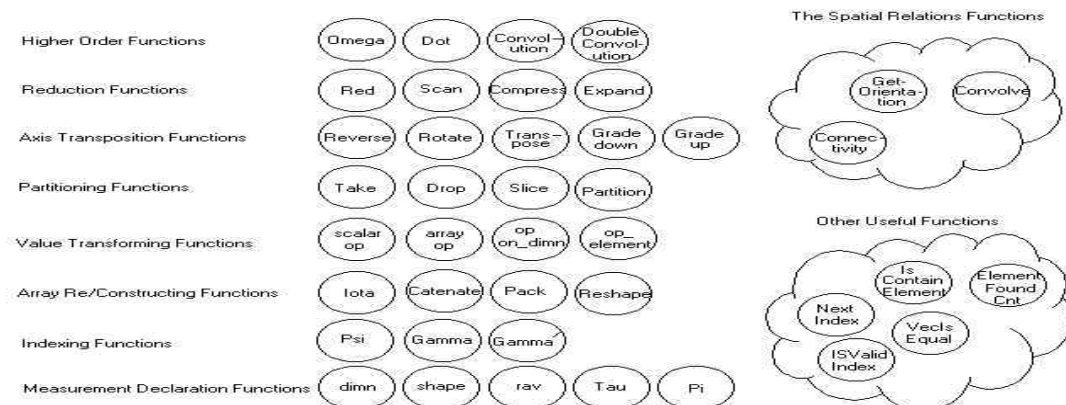 Higher Order Functions
Omega
Dot
Convol-
ution
Double
Convol-
ution
Reduction Functions
Red
Scan
Compress
Expand
Axis Transposition Functions
Reverse
Rotate
Trans-
pose
Grade
down
Grade
up
Partitioning Functions
Take
Drop
Slice
Partition
Value Transforming Functions
scalar
op
array
op
op
on_dimn
op_
element
Array Re/Constructing Functions
Iota
Catenate
Pack
Reshape
Indexing Functions
Psi
Gamma
Gamma´
Measurement Declaration Functions
dimn
shape
rav
Tau
Pi
The Spatial Relations Functions
Get-
Orienta-
tion
Convolve
Connec-
tivity
Other Useful Functions
Is
Contain
Element
Element
Found
Cnt
Next
Index
VecIs
Equal
ISValid
Index